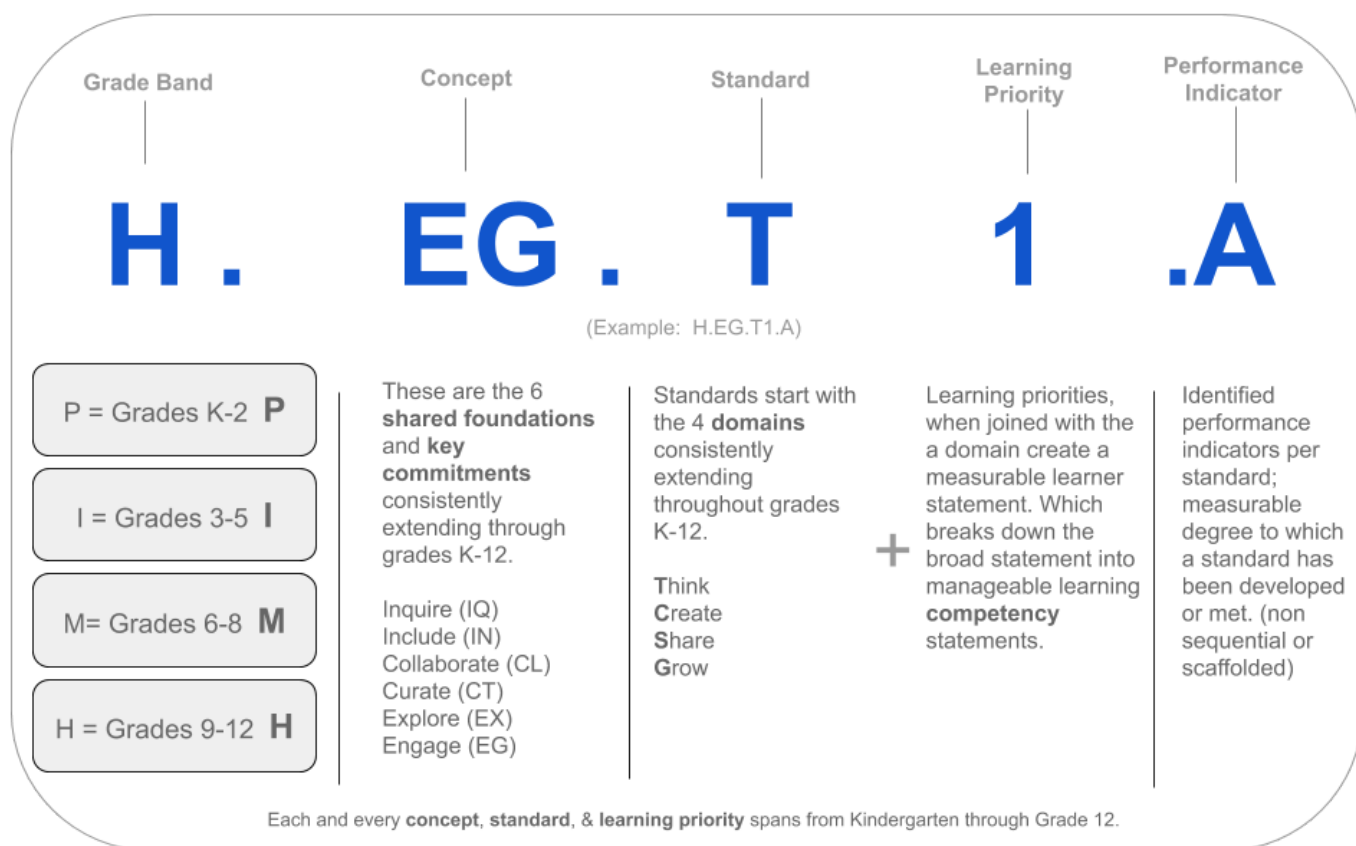 Grade Band
Concept
Standard
Learning
Priority
Performance
Indicator
H . EG . T 1 .A
(Example: H.EG.T1.A)
P = Grades K-2 P
I = Grades 3-5 I
M= Grades 6-8 M
H = Grades 9-12 H
These are the 6
shared foundations
and key
commitments
consistently
extending through
grades K-12.
Inquire (IQ)
Include (IN)
Collaborate (CL)
Curate (CT)
Explore (EX)
Engage (EG)
Standards start with
the 4 domains
consistently
extending
throughout grades
K-12.
Think
Create
Share
Grow
+
Learning priorities,
when joined with the
a domain create a
measurable learner
statement. Which
breaks down the
broad statement into
manageable learning
competency
statements.
Identified
performance
indicators per
standard;
measurable
degree to which
a standard has
been developed
or met. (non
sequential or
scaffolded)
Each and every concept, standard, & learning priority spans from Kindergarten through Grade 12.